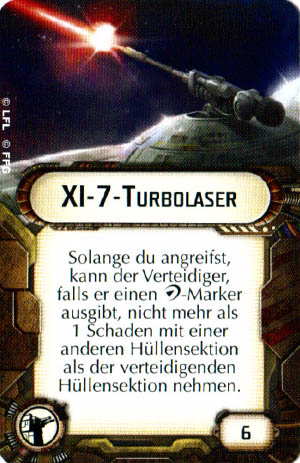 © LFL © FFG
XI-7-Turbolaser
Solange du angreifst,
kann der Verteidiger,
falls er einen -Marker
ausgibt, nicht mehr als
1 Schaden mit einer
anderen Hüllensektion
als der verteidigenden
Hüllensektion nehmen.
6